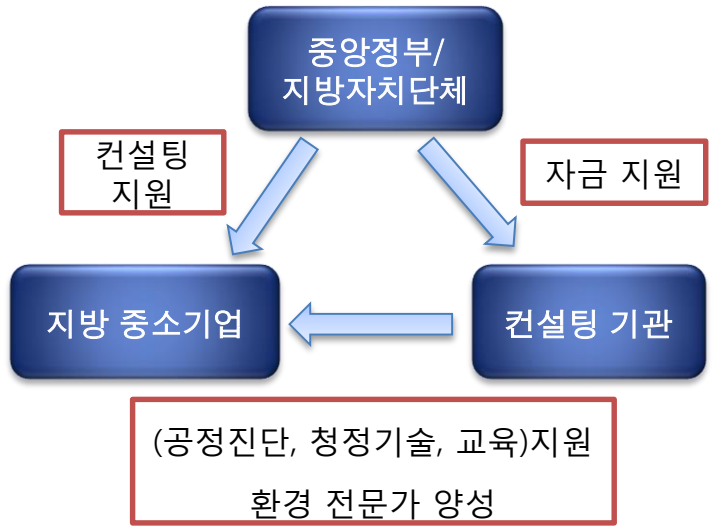 중앙정부/
지방자치단체
컨설팅
지원
자금 지원
지방 중소기업
컨설팅 기관
(공정진단, 청정기술, 교육)지원
환경 전문가 양성